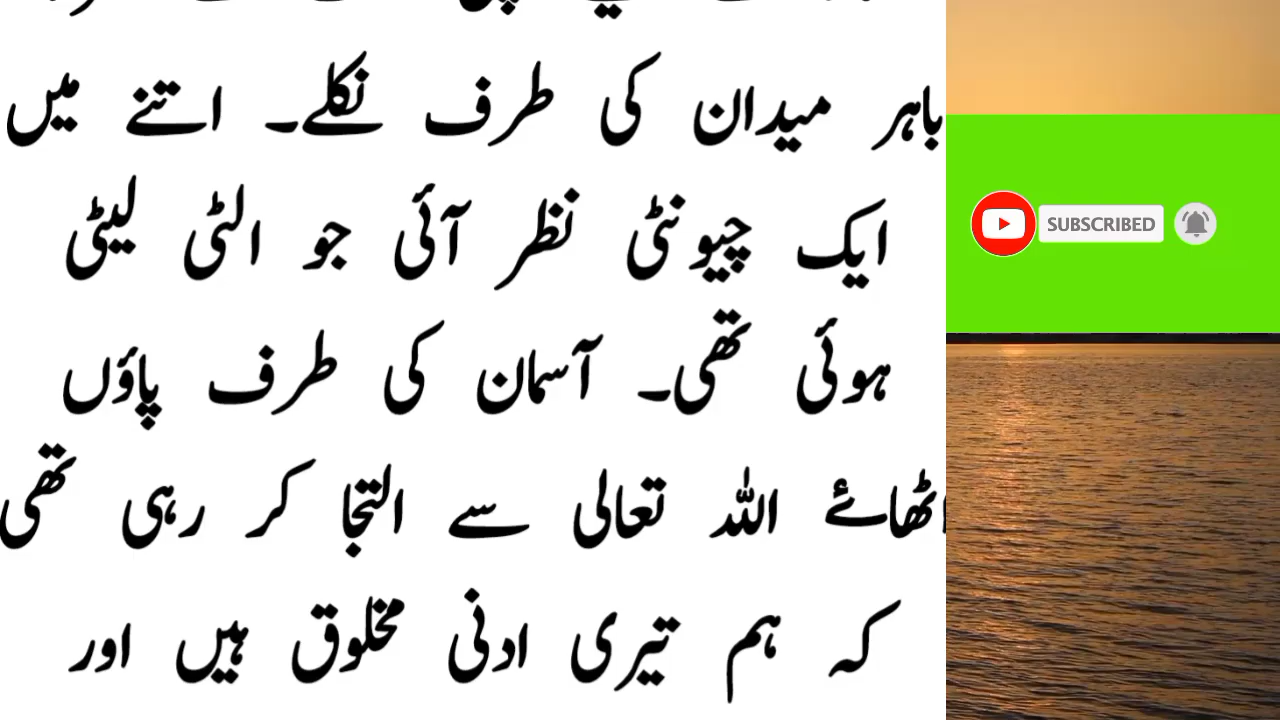 باہر میدان کی طرف نکلے۔ اتنے میں
ایک چیونٹی نظر آئی جو الٹی لیٹی
ہوئی تھی۔ آسمان کی طرف پاؤں
اٹھائے اللہ تعالی سے التجا کر رہی تھی
کہ ہم تیری ادنی مخلوق ہیں اور
SUBSCRIBED